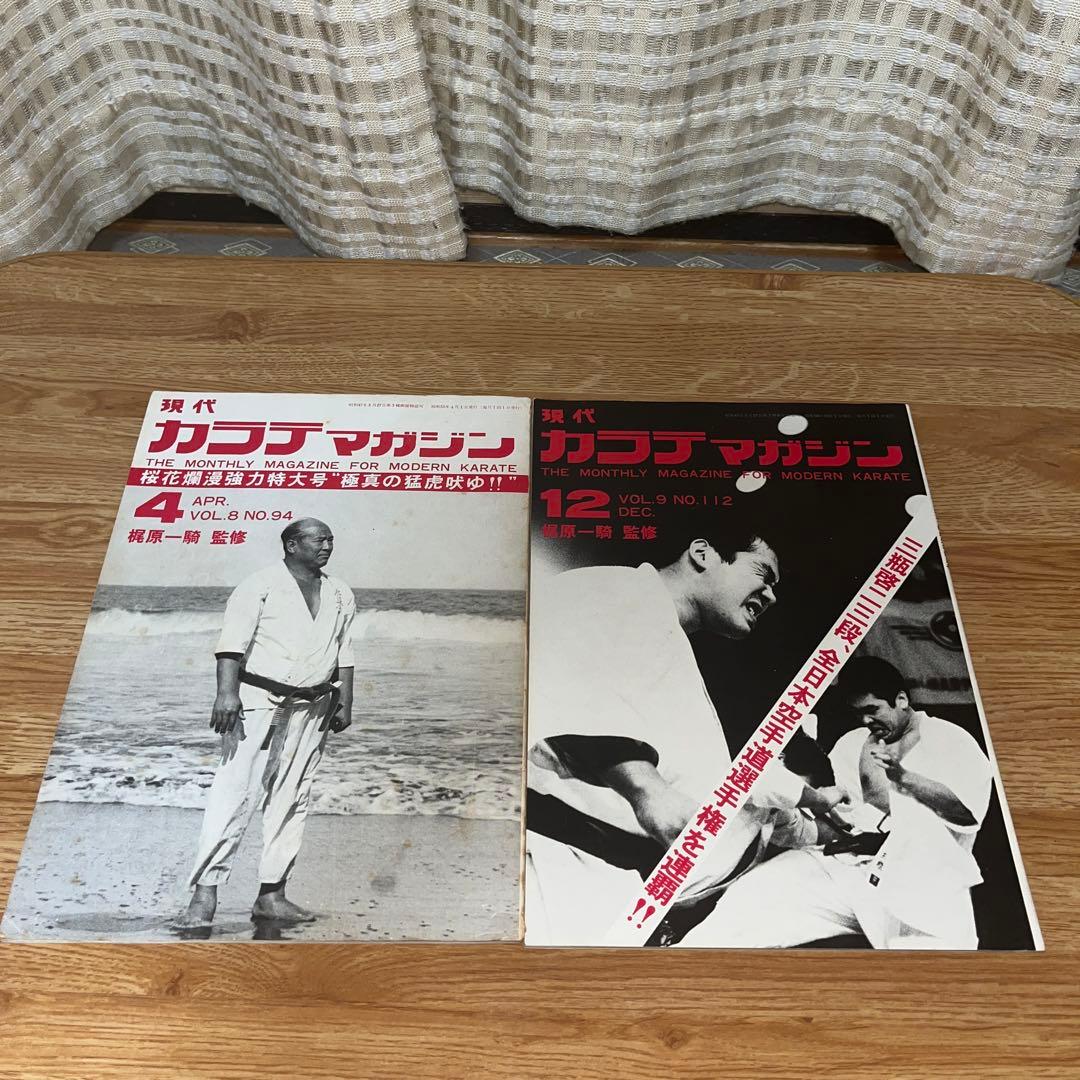 現代
カラテマガジン
THE MONTHLY MAGAZINE FOR MODERN KARATE
桜花爛漫強力特大号“極真の猛虎吠ゆ!!”
4 APR.
VOL.8 NO.94
梶原一騎 監修
現代
カラテマガジン
THE MONTHLY MAGAZINE FOR MODERN KARATE
12 VOL.9 NO.112
DEC.
梶原一騎 監修
三瓶啓二三段、全日本空手道選手権を連覇!!